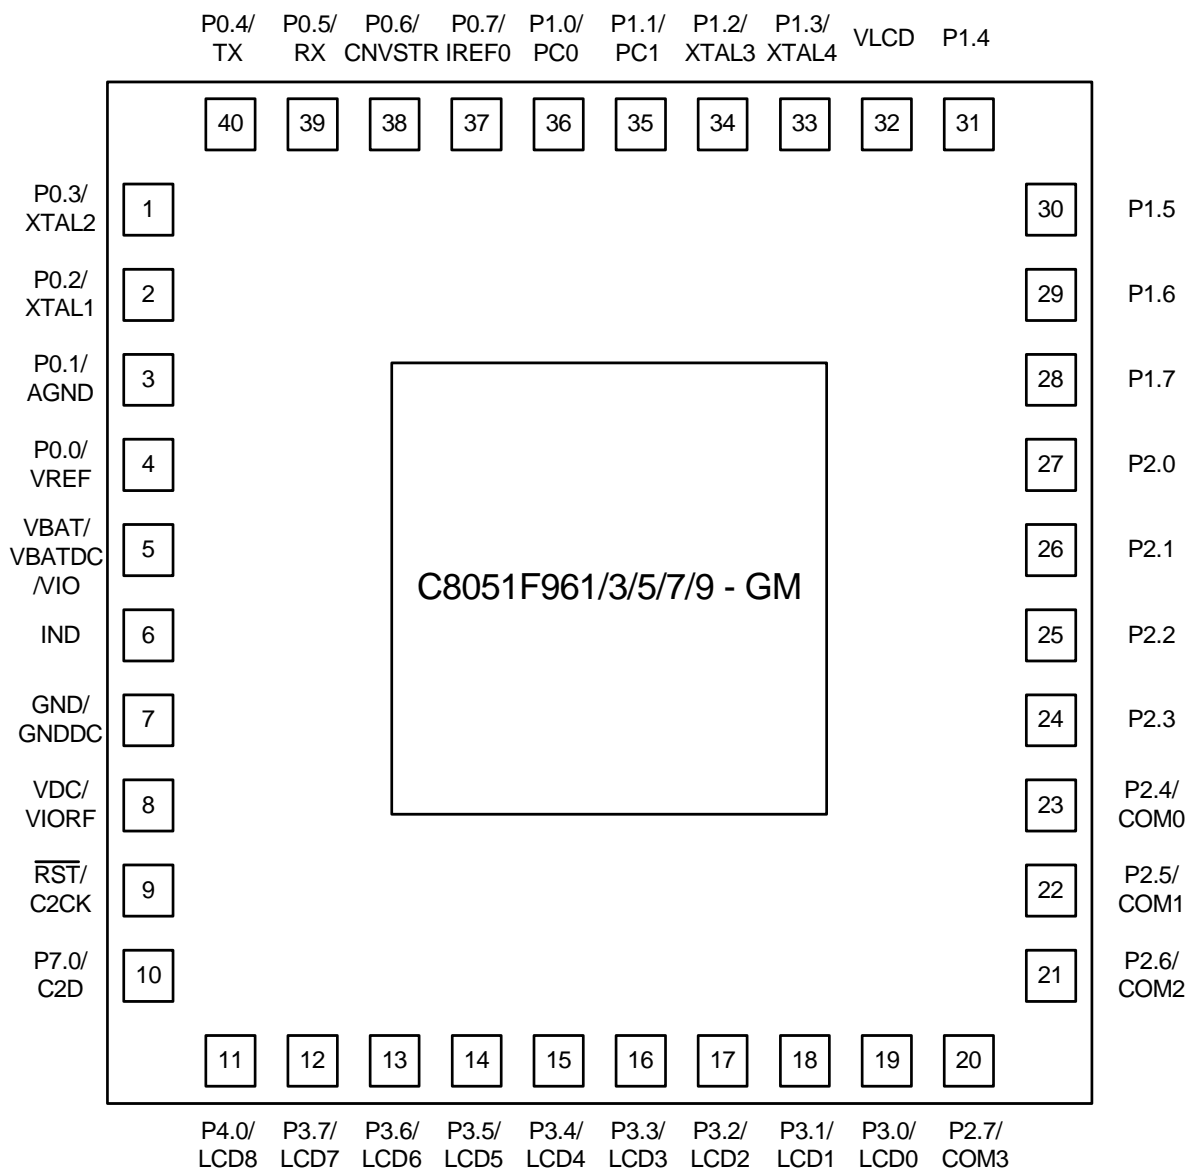 P0.4/ P0.5/ P0.6/ P0.7/ P1.0/ P1.1/ P1.2/ P1.3/ VLCD P1.4
TX RX CNVSTR IREF0 PC0 PC1 XTAL3 XTAL4
40 39 38 37 36 35 34 33 32 31
P0.3/
XTAL2
1
30
P1.5
P0.2/
XTAL1
2
29
P1.6
P0.1/
AGND
3
28
P1.7
P0.0/
VREF
4
27
P2.0
VBAT/
VBATDC
/VIO
5
26
P2.1
C8051F961/3/5/7/9 - GM
IND
6
25
P2.2
GND/
GNDDC
7
24
P2.3
VDC/
VIORF
8
23
P2.4/
COM0
RST/
C2CK
9
22
P2.5/
COM1
P7.0/
C2D
10
21
P2.6/
COM2
11 12 13 14 15 16 17 18 19 20
P4.0/ P3.7/ P3.6/ P3.5/ P3.4/ P3.3/ P3.2/ P3.1/ P3.0/ P2.7/
LCD8 LCD7 LCD6 LCD5 LCD4 LCD3 LCD2 LCD1 LCD0 COM3